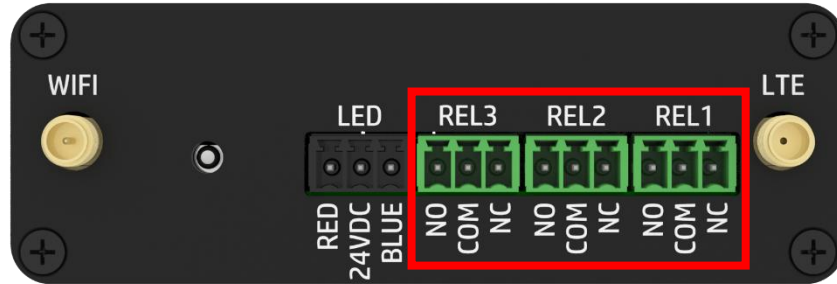 WIFI
LTE
LED REL3 REL2 REL1
RED 24VDC BLUE NO COM NC NO COM NC NO COM NC